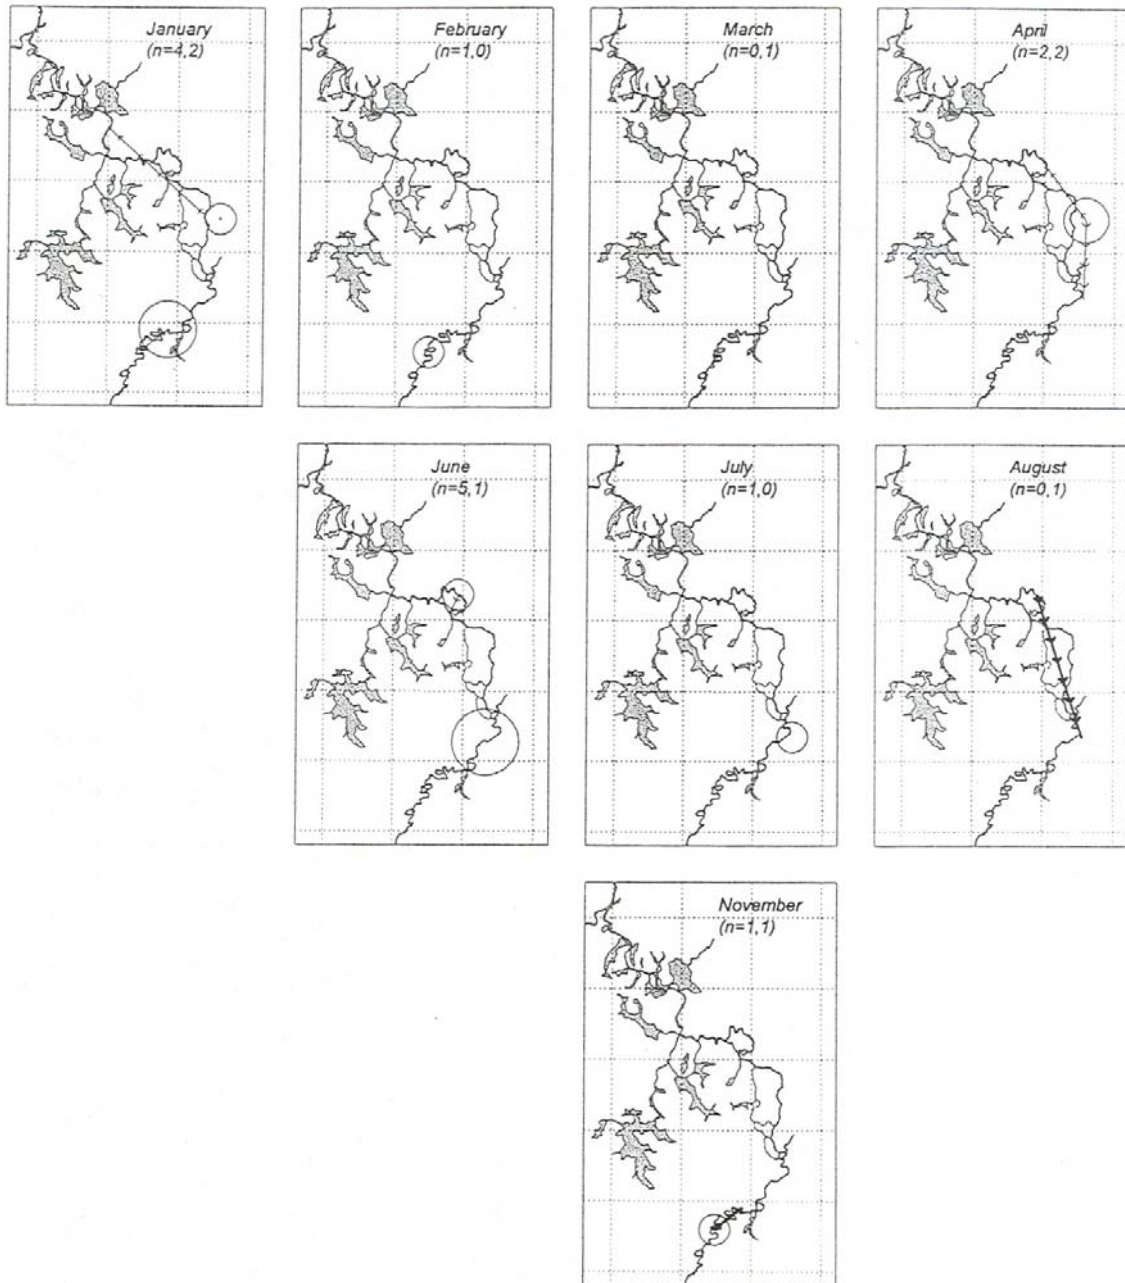 January
(n=4,2)
February
(n=1,0)
March
(n=0,1)
April
(n=2,2)
June
(n=5,1)
July
(n=1,0)
August
(n=0,1)
November
(n=1,1)